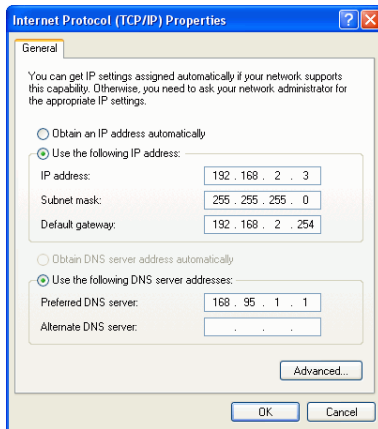 Internet Protocol (TCP/IP) Properties
General
You can get IP settings assigned automatically if your network supports
this capability. Otherwise, you need to ask your network administrator for
the appropriate IP settings.
Obtain an IP address automatically
Use the following IP address:
IP address: 192 . 168 . 2 . 3
Subnet mask: 255 . 255 . 255 . 0
Default gateway: 192 . 168 . 2 . 254
Obtain DNS server address automatically
Use the following DNS server addresses:
Preferred DNS server: 168 . 95 . 1 . 1
Alternate DNS server: . . .
Advanced...
OK Cancel